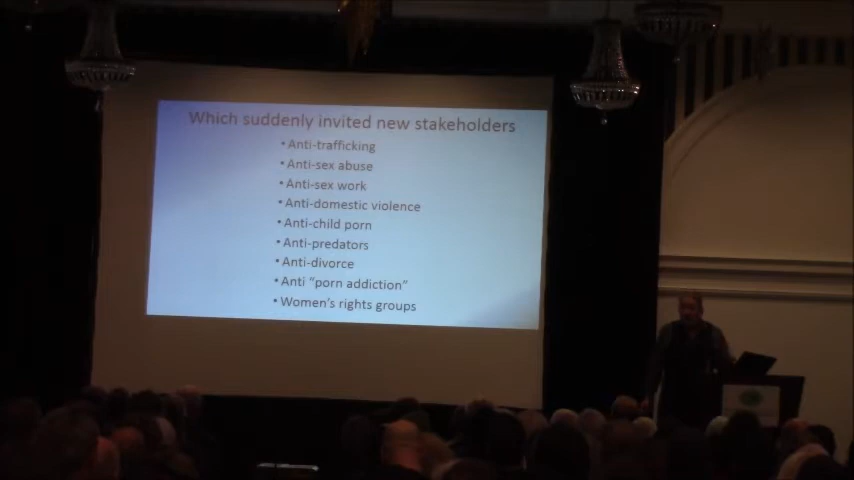 Which suddenly invited new stakeholders
• Anti-trafficking
• Anti-sex abuse
• Anti-sex work
• Anti-domestic violence
• Anti-child porn
• Anti-predators
• Anti-divorce
• Anti “porn addiction”
• Women's rights groups